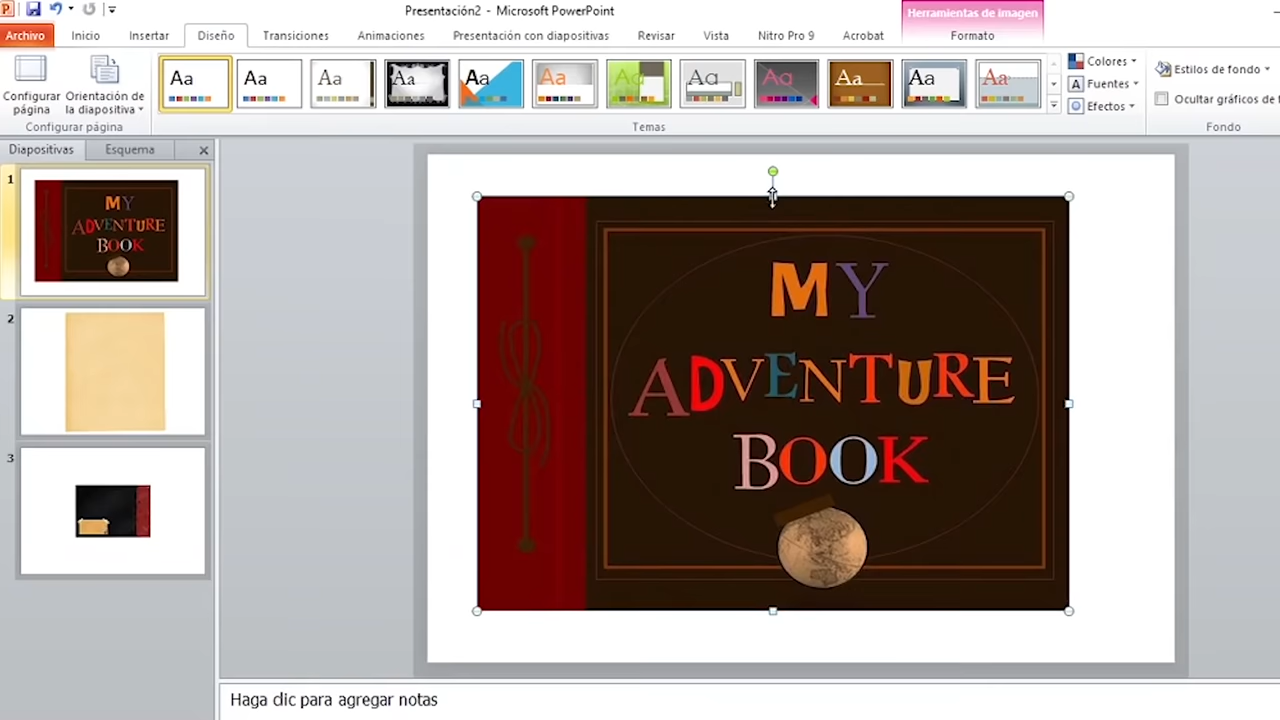 Presentación2 - Microsoft PowerPoint
Herramientas de imagen
Archivo Inicio Insertar Diseño Transiciones Animaciones Presentación con diapositivas Revisar Vista Nitro Pro 9 Acrobat Formato
Configurar página
Orientación de la diapositiva
Aa Aa Aa Aa Aa Aa Aa Aa Aa Aa Aa Aa
Colores
Fuentes
Efectos
Estilos de fondo
Ocultar gráficos de f
Configurar página Temas Fondo
Diapositivas Esquema
1
MY
ADVENTURE
BOOK
2
3
MY
ADVENTURE
BOOK
Haga clic para agregar notas